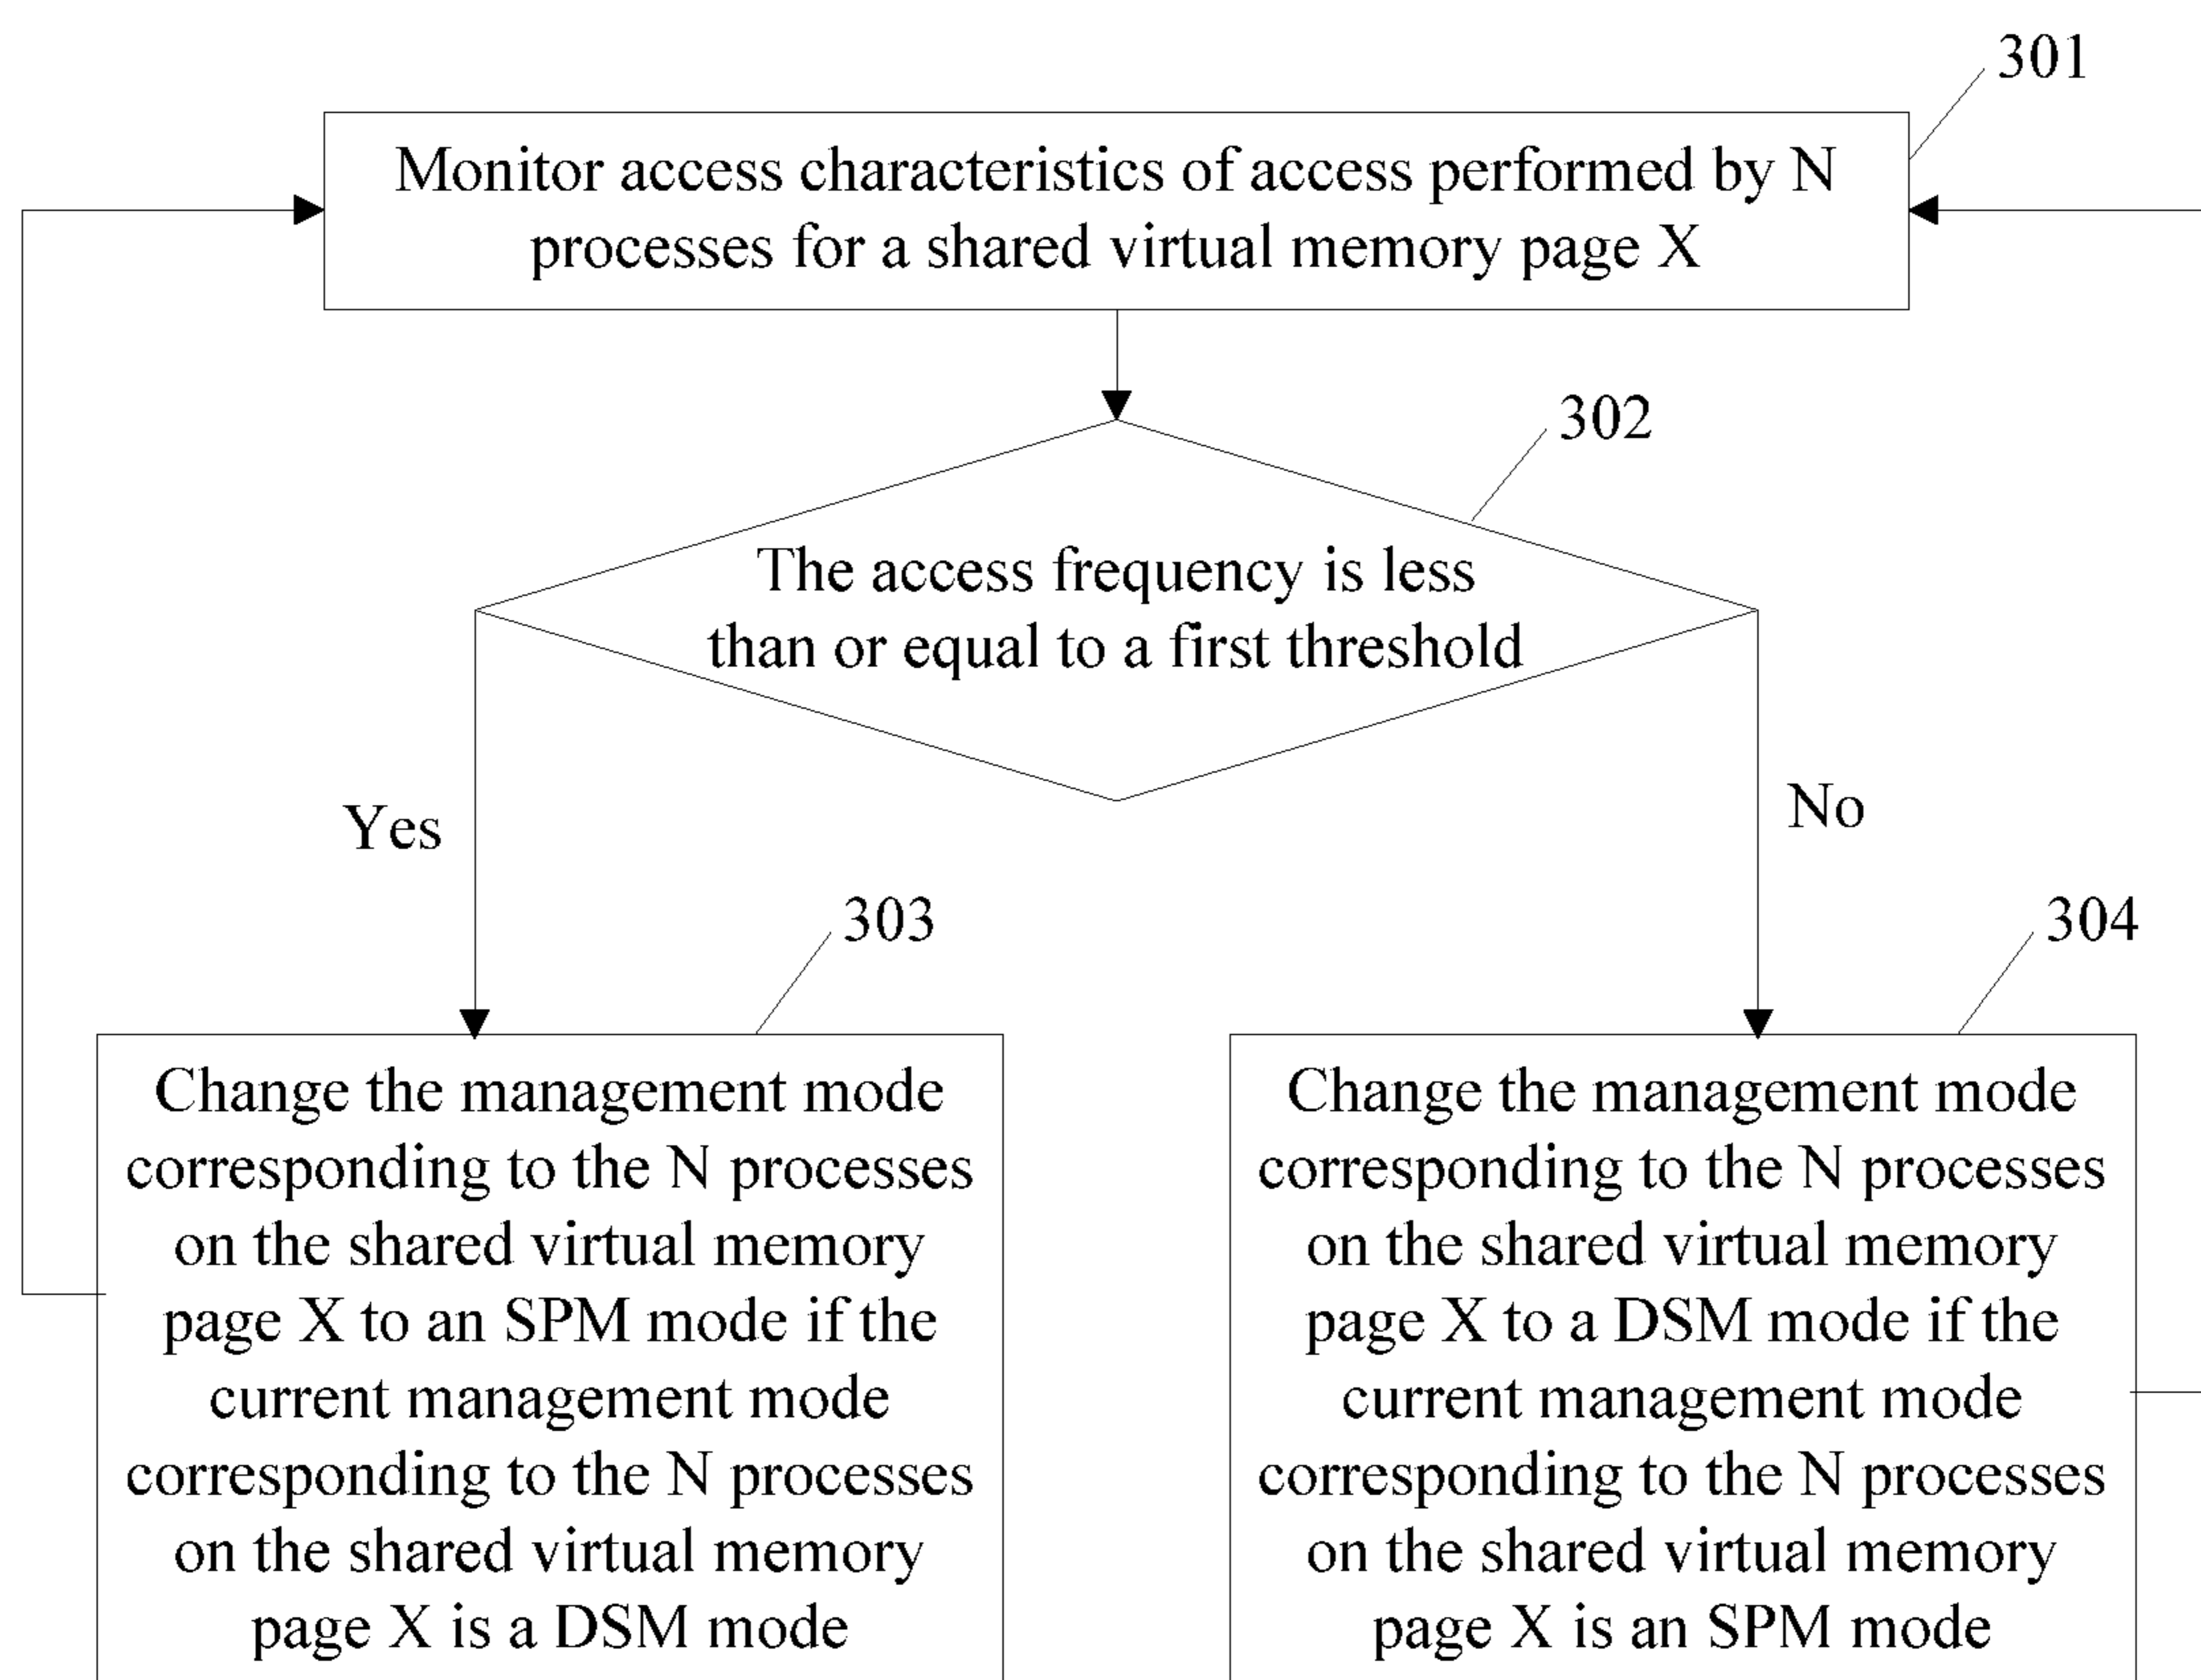 301
Monitor access characteristics of access performed by N
processes for a shared virtual memory page X
302
The access frequency is less
than or equal to a first threshold
Yes
No
303
304
Change the management mode
corresponding to the N processes
on the shared virtual memory
page X to an SPM mode if the
current management mode
corresponding to the N processes
on the shared virtual memory
page X is a DSM mode
Change the management mode
corresponding to the N processes
on the shared virtual memory
page X to a DSM mode if the
current management mode
corresponding to the N processes
on the shared virtual memory
page X is an SPM mode